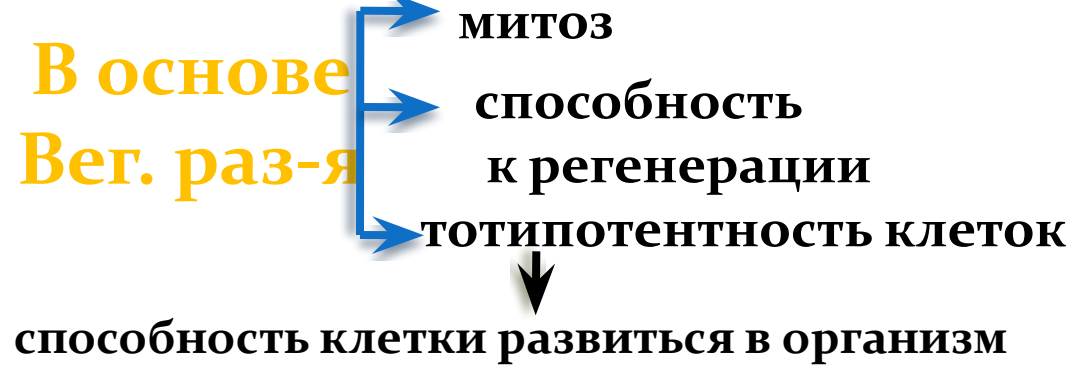 В основе
Вег. раз-я
митоз
способность
к регенерации
тотипотентность клеток
способность клетки развиться в организм